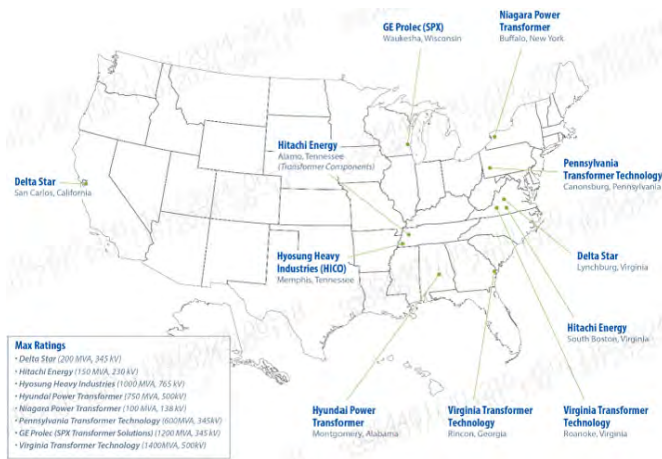 GE Prolec (SPX)
Waukesha, Wisconsin
Niagara Power
Transformer
Buffalo, New York
Hitachi Energy
Alamo, Tennessee
(Transformer Components)
Pennsylvania
Transformer Technology
Canonsburg, Pennsylvania
Delta Star
San Carlos, California
Hyosung Heavy
Industries (HICO)
Memphis, Tennessee
Delta Star
Lynchburg, Virginia
Hitachi Energy
South Boston, Virginia
Max Ratings
• Delta Star (200 MVA, 345 kV)
• Hitachi Energy (150 MVA, 230 kV)
• Hyosung Heavy Industries (1000 MVA, 765 kV)
• Hyundai Power Transformer (750 MVA, 500kV)
• Niagara Power Transformer (100 MVA, 138 kV)
• Pennsylvania Transformer Technology (600MVA, 345kV)
• GE Prolec (SPX Transformer Solutions) (1200 MVA, 345 kV)
• Virginia Transformer Technology (1400MVA, 500kV)
Hyundai Power
Transformer
Montgomery, Alabama
Virginia Transformer
Technology
Rincon, Georgia
Virginia Transformer
Technology
Roanoke, Virginia